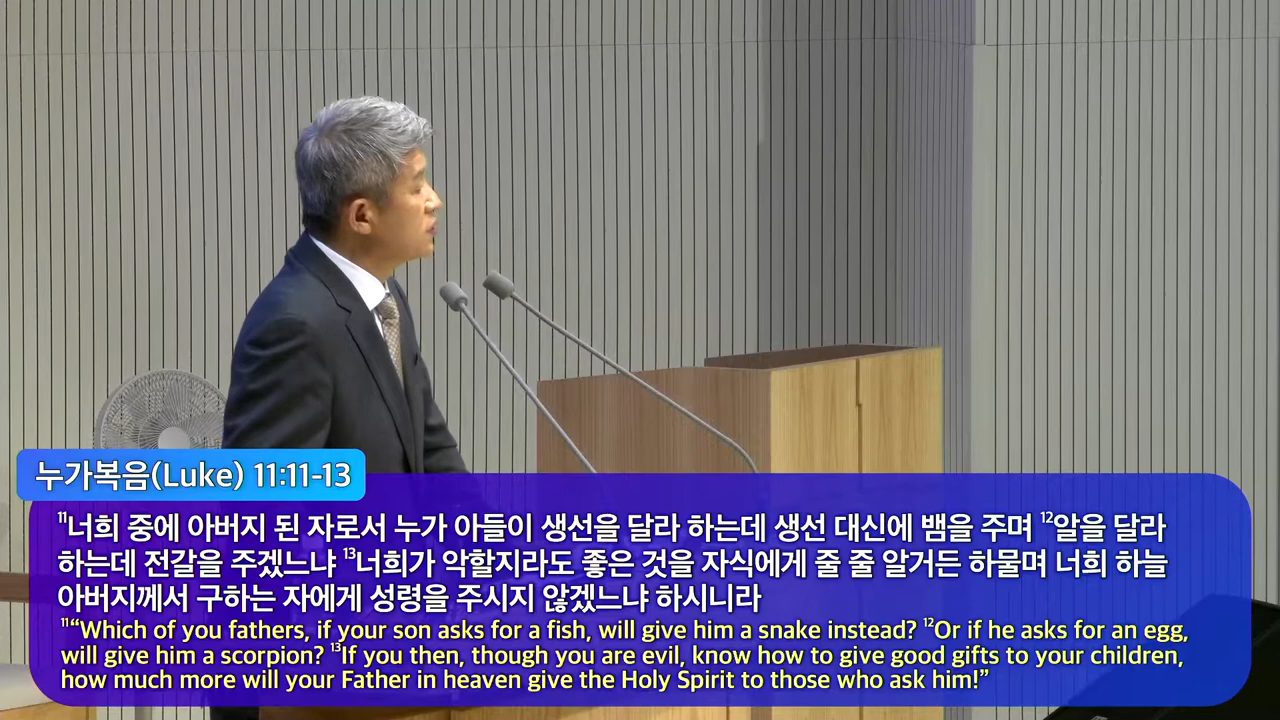 누가복음(Luke) 11:11-13
¹¹너희 중에 아버지 된 자로서 누가 아들이 생선을 달라 하는데 생선 대신에 뱀을 주며 ¹²알을 달라
하는데 전갈을 주겠느냐 ¹³너희가 악할지라도 좋은 것을 자식에게 줄 줄 알거든 하물며 너희 하늘
아버지께서 구하는 자에게 성령을 주시지 않겠느냐 하시니라
¹¹“Which of you fathers, if your son asks for a fish, will give him a snake instead? ¹²Or if he asks for an egg,
will give him a scorpion? ¹³If you then, though you are evil, know how to give good gifts to your children,
how much more will your Father in heaven give the Holy Spirit to those who ask him!”